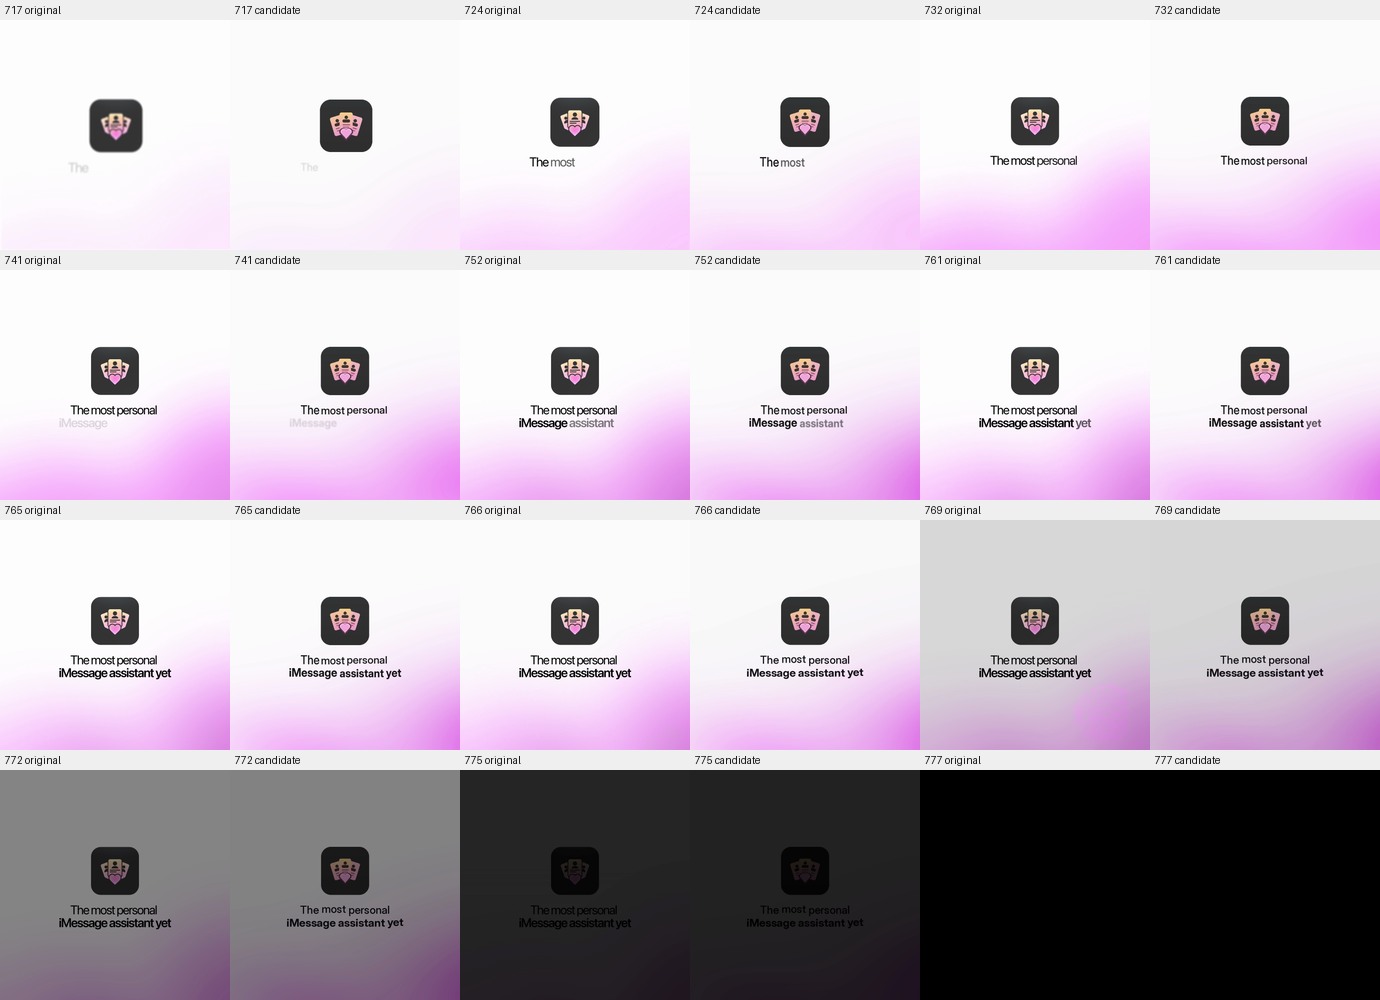 717 original 717 candidate 724 original 724 candidate 732 original 732 candidate
The The The most The most The most personal The most personal
741 original 741 candidate 752 original 752 candidate 761 original 761 candidate
The most personal The most personal The most personal The most personal The most personal The most personal
iMessage iMessage iMessage assistant iMessage assistant iMessage assistant yet iMessage assistant yet
765 original 765 candidate 766 original 766 candidate 769 original 769 candidate
The most personal The most personal The most personal The most personal The most personal The most personal
iMessage assistant yet iMessage assistant yet iMessage assistant yet iMessage assistant yet iMessage assistant yet iMessage assistant yet
772 original 772 candidate 775 original 775 candidate 777 original 777 candidate
The most personal The most personal The most personal The most personal
iMessage assistant yet iMessage assistant yet iMessage assistant yet iMessage assistant yet